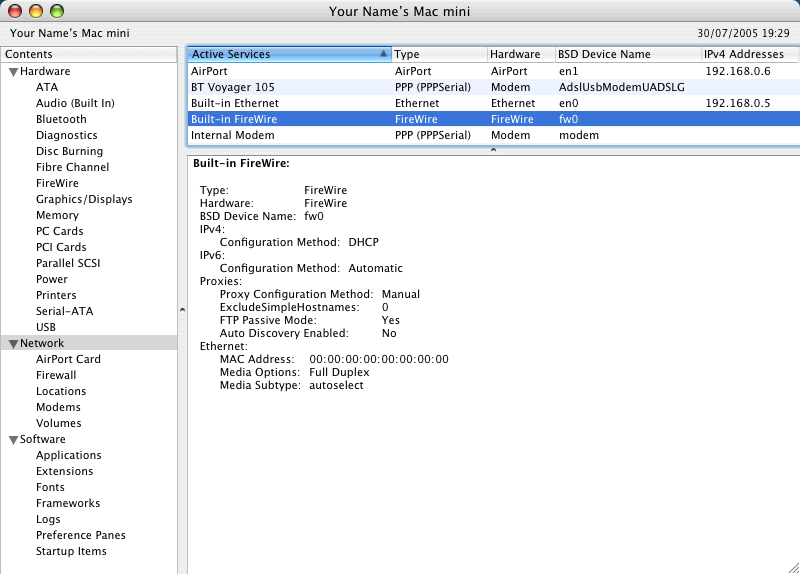 Your Name's Mac mini
Your Name's Mac mini 30/07/2005 19:29
Contents
Hardware
ATA
Audio (Built In)
Bluetooth
Diagnostics
Disc Burning
Fibre Channel
FireWire
Graphics/Displays
Memory
PC Cards
PCI Cards
Parallel SCSI
Power
Printers
Serial-ATA
USB
Network
AirPort Card
Firewall
Locations
Modems
Volumes
Software
Applications
Extensions
Fonts
Frameworks
Logs
Preference Panes
Startup Items
Active Services Type Hardware BSD Device Name IPv4 Addresses
AirPort AirPort AirPort en1 192.168.0.6
BT Voyager 105 PPP (PPPSerial) Modem AdslUsbModemUADSLG
Built-in Ethernet Ethernet Ethernet en0 192.168.0.5
Built-in FireWire FireWire FireWire fw0
Internal Modem PPP (PPPSerial) Modem modem
Built-in FireWire:
Type: FireWire
Hardware: FireWire
BSD Device Name: fw0
IPv4:
Configuration Method: DHCP
IPv6:
Configuration Method: Automatic
Proxies:
Proxy Configuration Method: Manual
ExcludeSimpleHostnames: 0
FTP Passive Mode: Yes
Auto Discovery Enabled: No
Ethernet:
MAC Address: 00:00:00:00:00:00:00:00
Media Options: Full Duplex
Media Subtype: autoselect